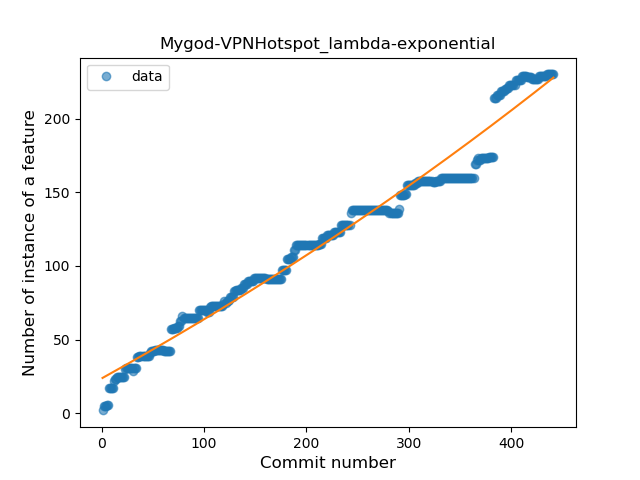 Mygod-VPNHotspot_lambda-exponential
data
Number of instance of a feature
200
150
100
50
0
0 100 200 300 400
Commit number